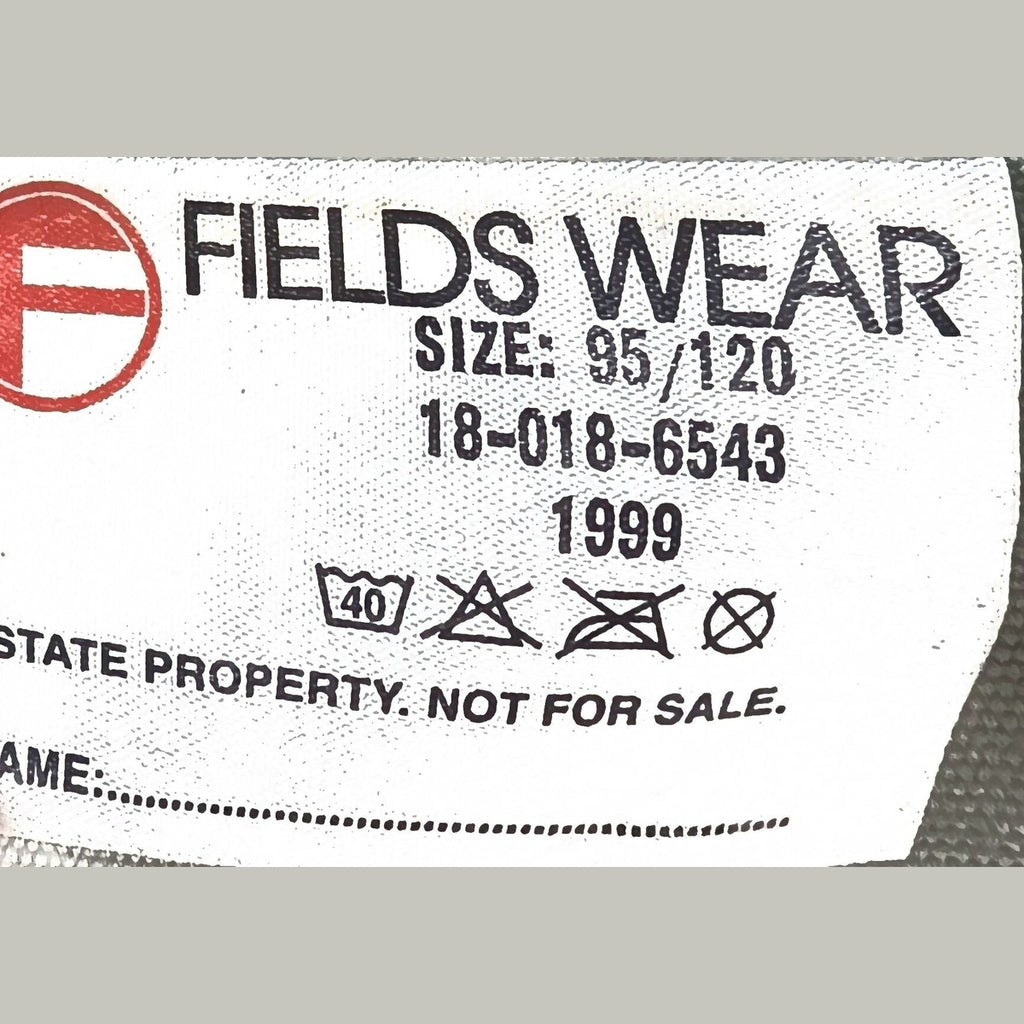 F
FIELDS WEAR
SIZE: 95/120
18-018-6543
1999
40
STATE PROPERTY. NOT FOR SALE.
AME: